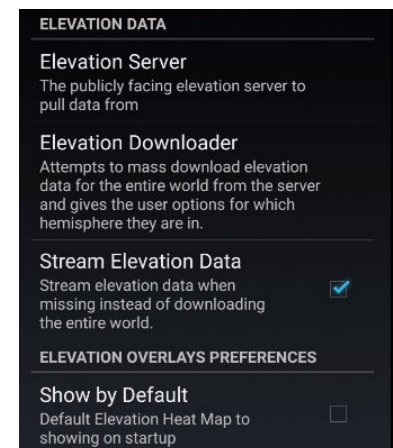 ELEVATION DATA
Elevation Server
The publicly facing elevation server to
pull data from
Elevation Downloader
Attempts to mass download elevation
data for the entire world from the server
and gives the user options for which
hemisphere they are in.
Stream Elevation Data
Stream elevation data when
missing instead of downloading
the entire world.
ELEVATION OVERLAYS PREFERENCES
Show by Default
Default Elevation Heat Map to
showing on startup